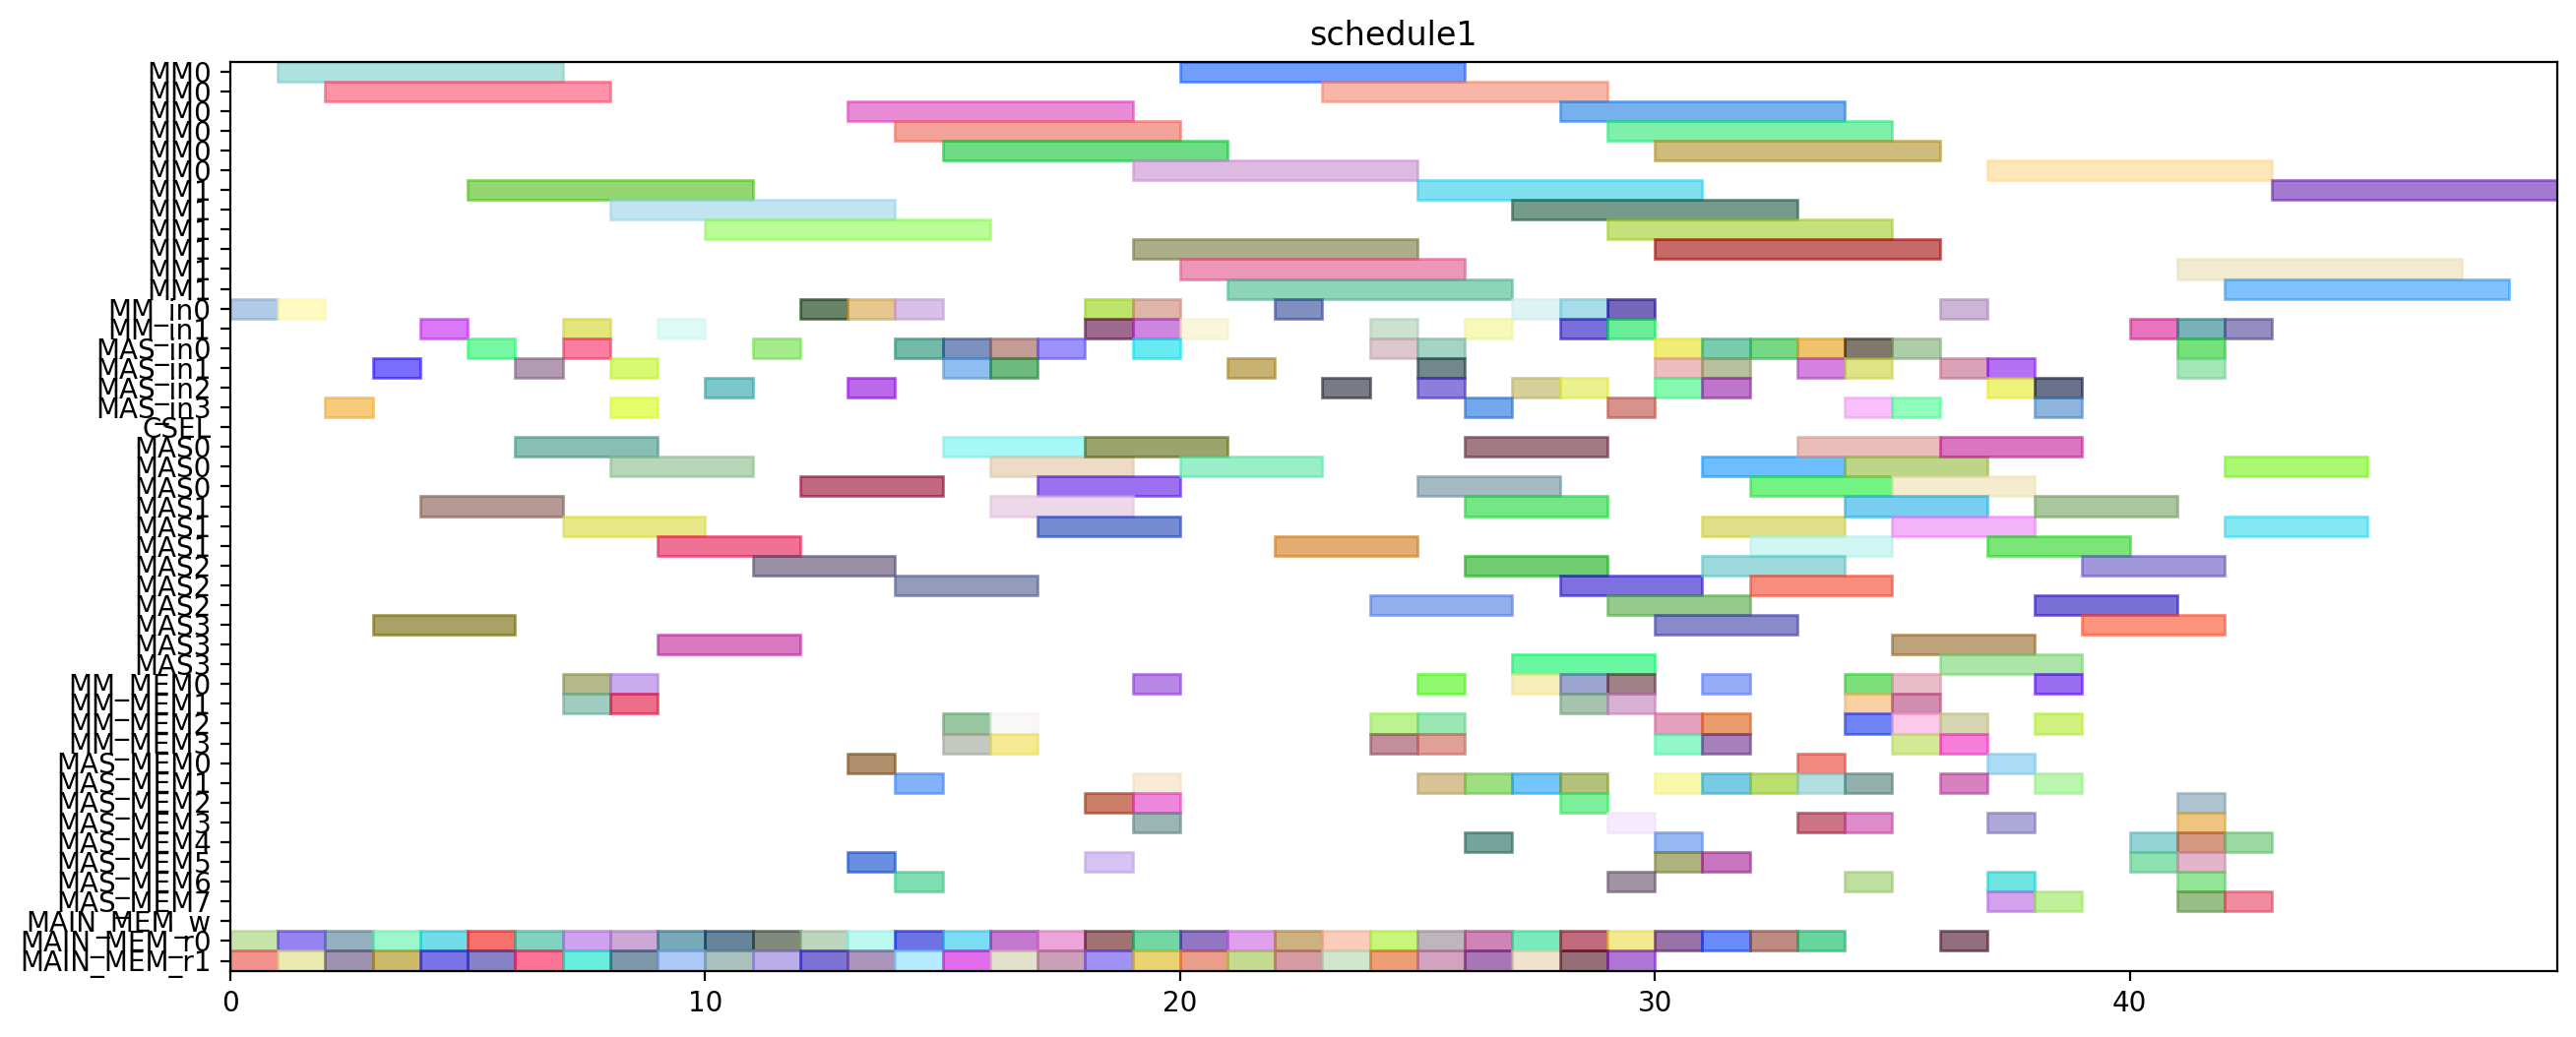 schedule1
MM0
MM0
MM0
MM0
MM0
MM0
MM1
MM1
MM1
MM1
MM1
MM1
MM_in0
MM_in1
MAS_in0
MAS_in1
MAS_in2
MAS_in3
CSEL
MAS0
MAS0
MAS0
MAS1
MAS1
MAS1
MAS2
MAS2
MAS2
MAS3
MAS3
MAS3
MM_MEM0
MM_MEM1
MM_MEM2
MM_MEM3
MAS_MEM0
MAS_MEM1
MAS_MEM2
MAS_MEM3
MAS_MEM4
MAS_MEM5
MAS_MEM6
MAS_MEM7
MAIN_MEM_w
MAIN_MEM_r0
MAIN_MEM_r1
0 10 20 30 40